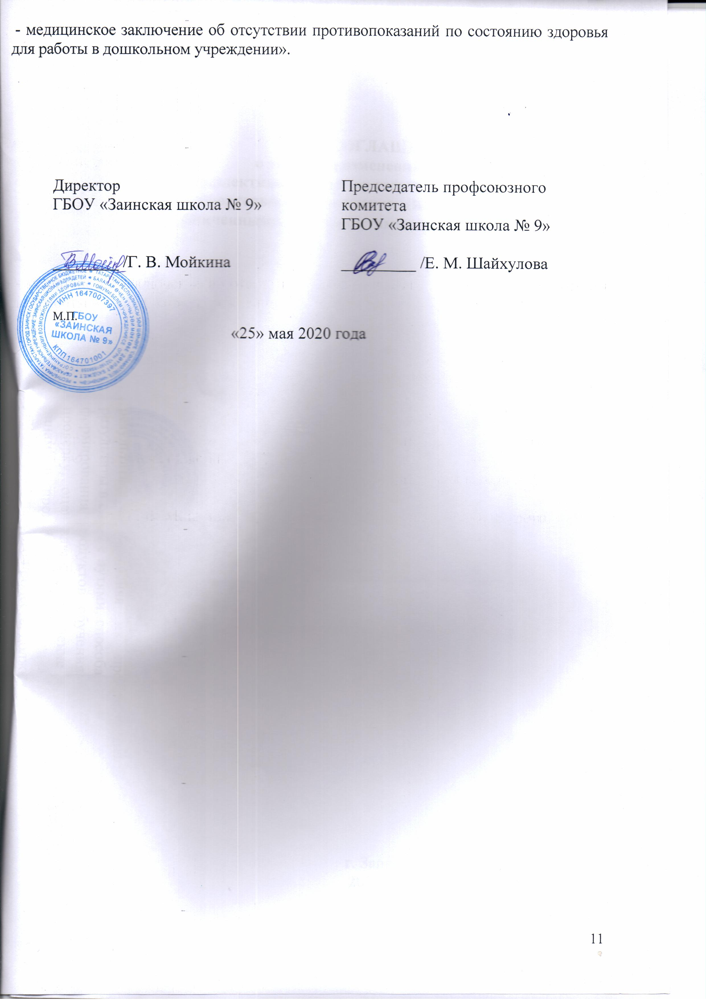 - медицинское заключение об отсутствии противопоказаний по состоянию здоровья
для работы в дошкольном учреждении».
Директор
ГБОУ «Заинская школа № 9»
/Г. В. Мойкина
Председатель профсоюзного
комитета
ГБОУ «Заинская школа № 9»
/Е. М. Шайхулова
М.П.
ИНН 1647007397
ГБОУ
«ЗАИНСКАЯ
ШКОЛА № 9»
КПП 164701001
«25» мая 2020 года
11